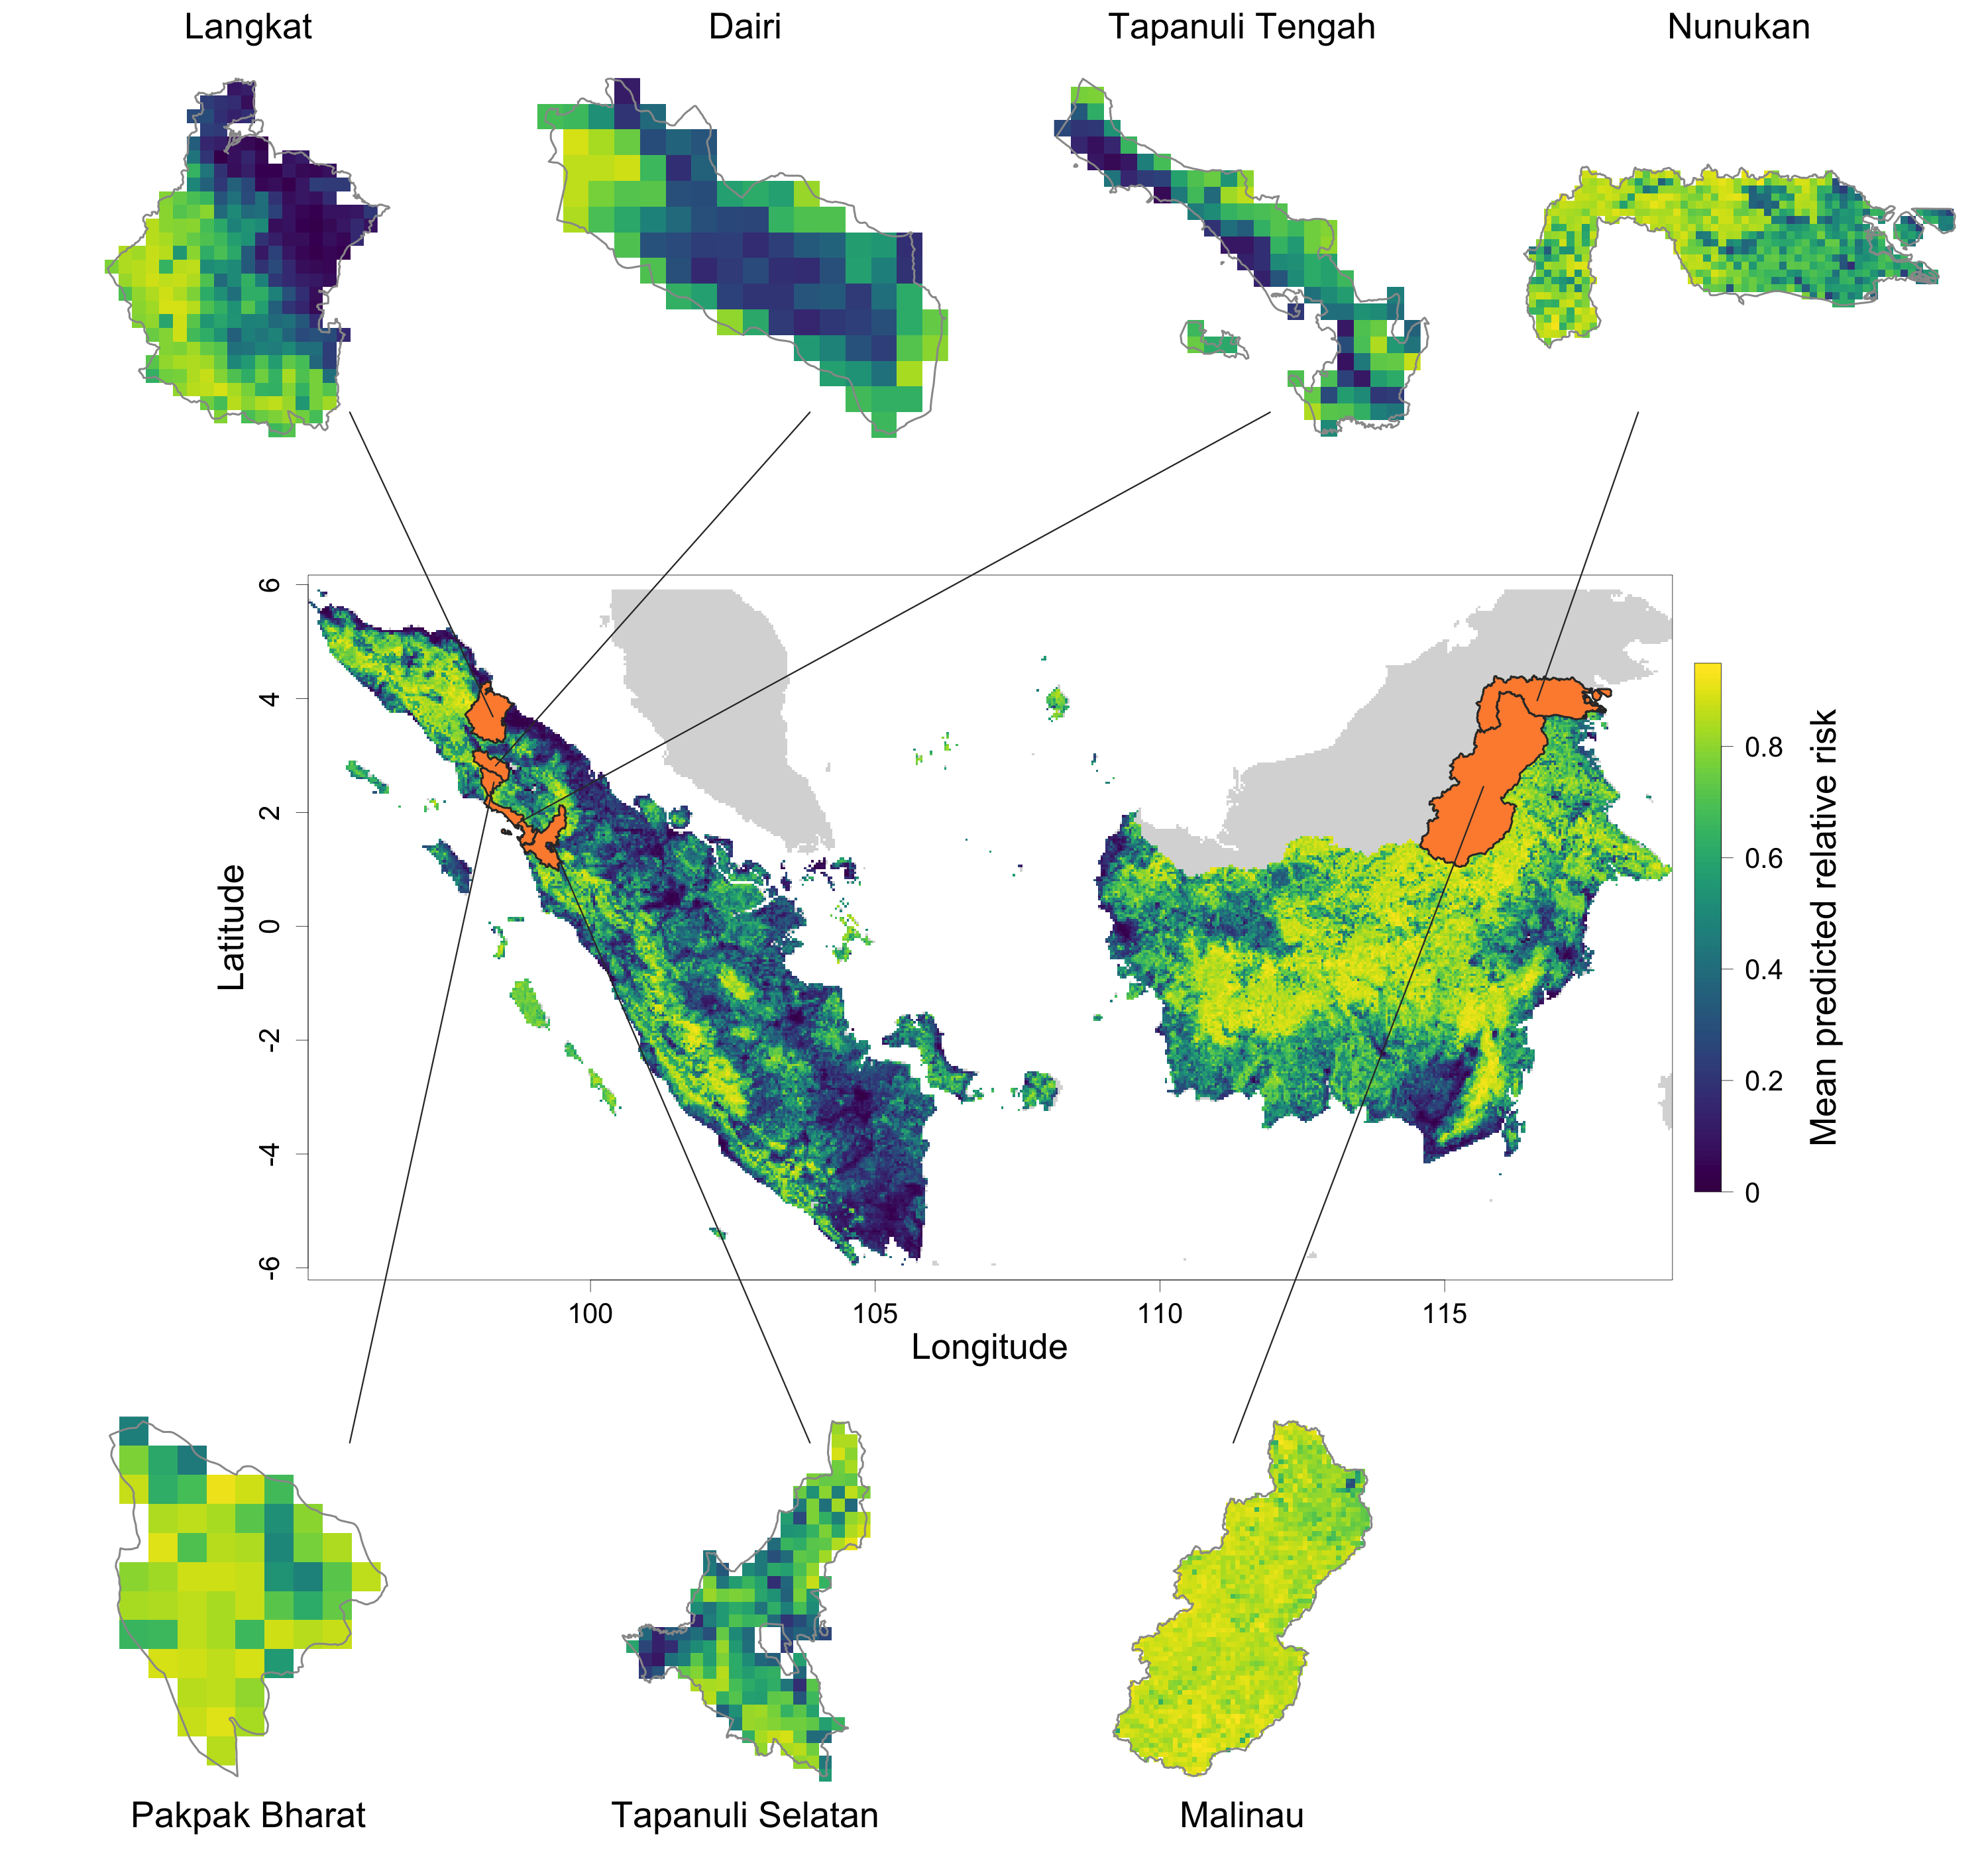 Langkat
Dairi
Tapanuli Tengah
Nunukan
6
4
2
0
-2
-4
-6
Latitude
100
105
110
115
Longitude
0.8
0.6
0.4
0.2
0
Mean predicted relative risk
Pakpak Bharat
Tapanuli Selatan
Malinau